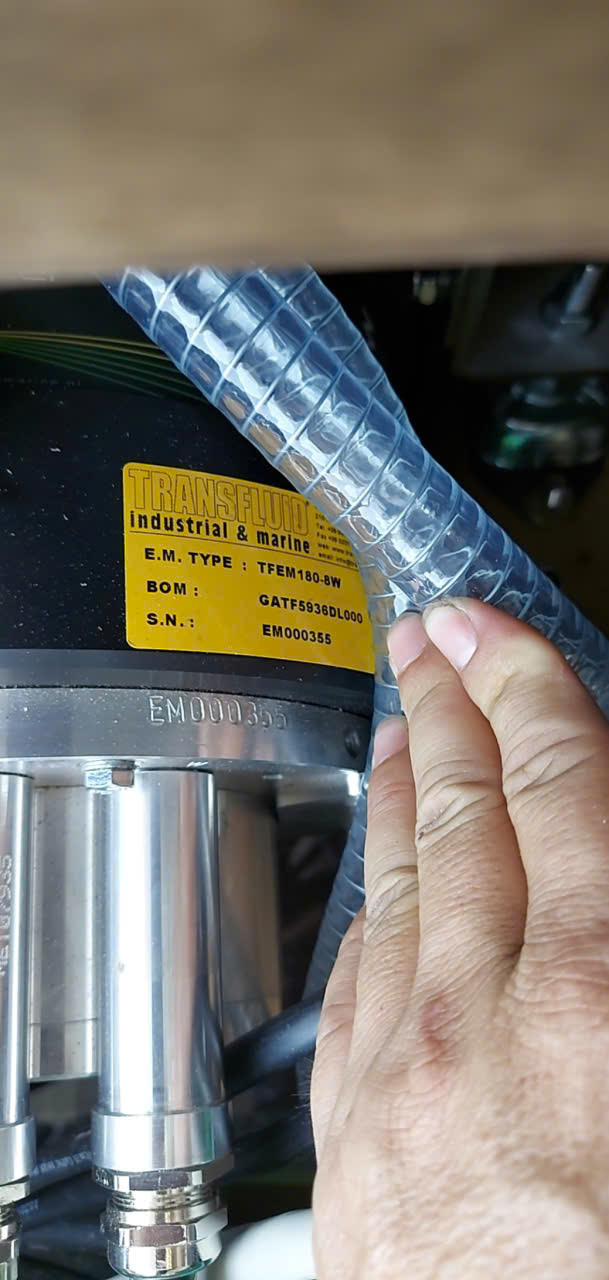 TRANSFLUID
industrial & marine
E.M. TYPE : TFEM180-8W
BOM : GATF5936DL000
S.N. : EM000355
EM000355